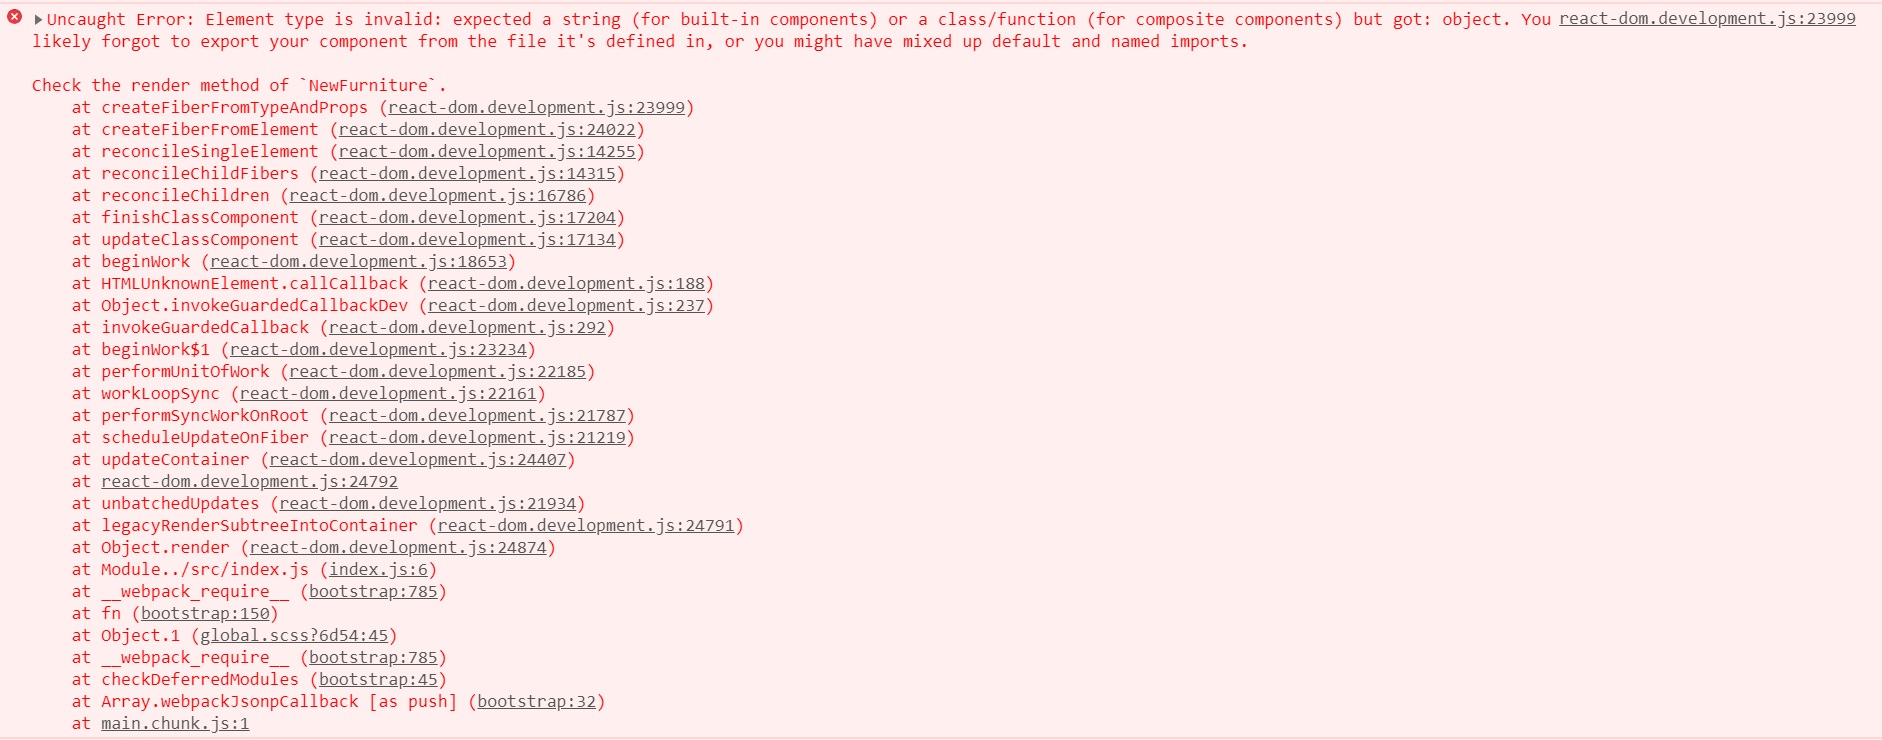 Uncaught Error: Element type is invalid: expected a string (for built-in components) or a class/function (for composite components) but got: object. You react-dom.development.js:23999
likely forgot to export your component from the file it's defined in, or you might have mixed up default and named imports.
Check the render method of `NewFurniture`.
at createFiberFromTypeAndProps (react-dom.development.js:23999)
at createFiberFromElement (react-dom.development.js:24022)
at reconcileSingleElement (react-dom.development.js:14255)
at reconcileChildFibers (react-dom.development.js:14315)
at reconcileChildren (react-dom.development.js:16786)
at finishClassComponent (react-dom.development.js:17204)
at updateClassComponent (react-dom.development.js:17134)
at beginWork (react-dom.development.js:18653)
at HTMLUnknownElement.callCallback (react-dom.development.js:188)
at Object.invokeGuardedCallbackDev (react-dom.development.js:237)
at invokeGuardedCallback (react-dom.development.js:292)
at beginWork$1 (react-dom.development.js:23234)
at performUnitOfWork (react-dom.development.js:22185)
at workLoopSync (react-dom.development.js:22161)
at performSyncWorkOnRoot (react-dom.development.js:21787)
at scheduleUpdateOnFiber (react-dom.development.js:21219)
at updateContainer (react-dom.development.js:24407)
at react-dom.development.js:24792
at unbatchedUpdates (react-dom.development.js:21934)
at legacyRenderSubtreeIntoContainer (react-dom.development.js:24791)
at Object.render (react-dom.development.js:24874)
at Module../src/index.js (index.js:6)
at __webpack_require__ (bootstrap:785)
at fn (bootstrap:150)
at Object.1 (global.scss?6d54:45)
at __webpack_require__ (bootstrap:785)
at checkDeferredModules (bootstrap:45)
at Array.webpackJsonpCallback [as push] (bootstrap:32)
at main.chunk.js:1